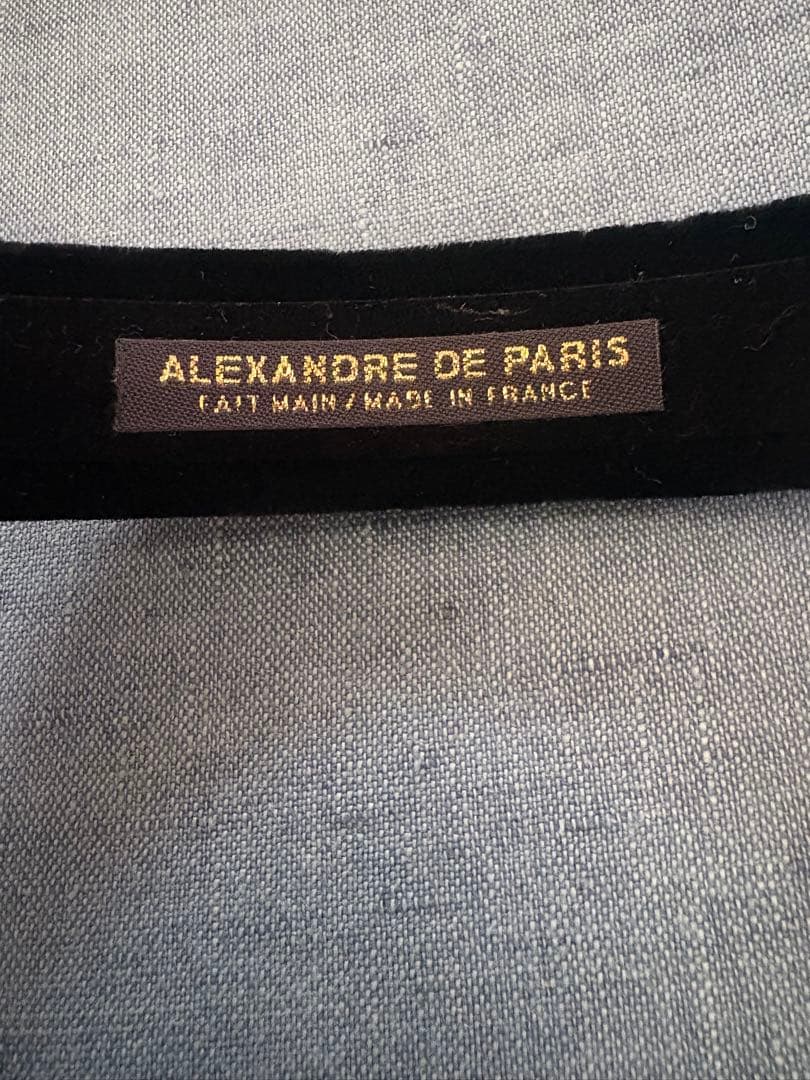 ALEXANDRE DE PARIS
FAIT MAIN / MADE IN FRANCE